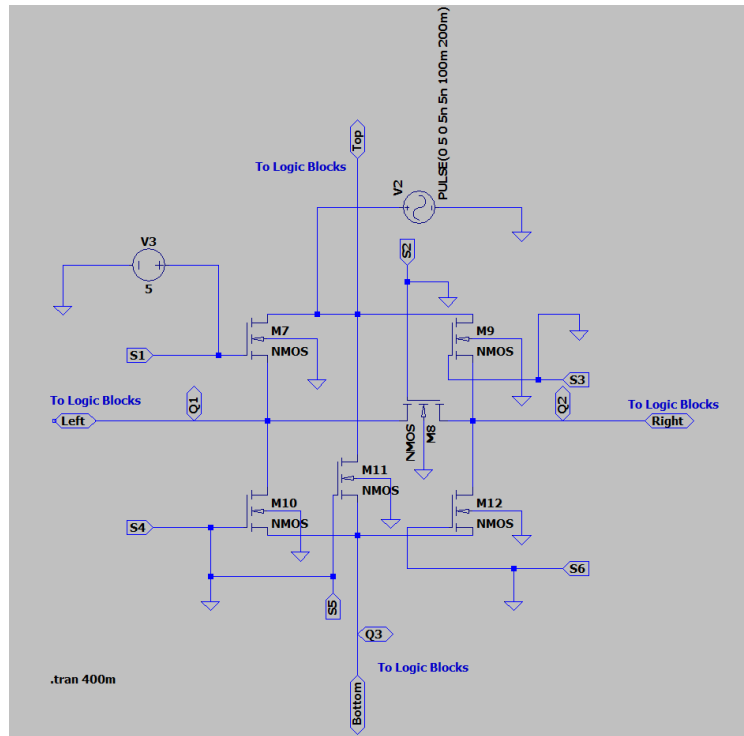 PULSE(0 5 0 5n 5n 100m 200m)
Top
To Logic Blocks
V2
S2
V3
5
M7
NMOS
M9
NMOS
S1
S3
To Logic Blocks
Q1
Q2
To Logic Blocks
Left
NMOS
M8
Right
M11
NMOS
M10
NMOS
M12
NMOS
S4
S6
S5
Q3
To Logic Blocks
.tran 400m
Bottom